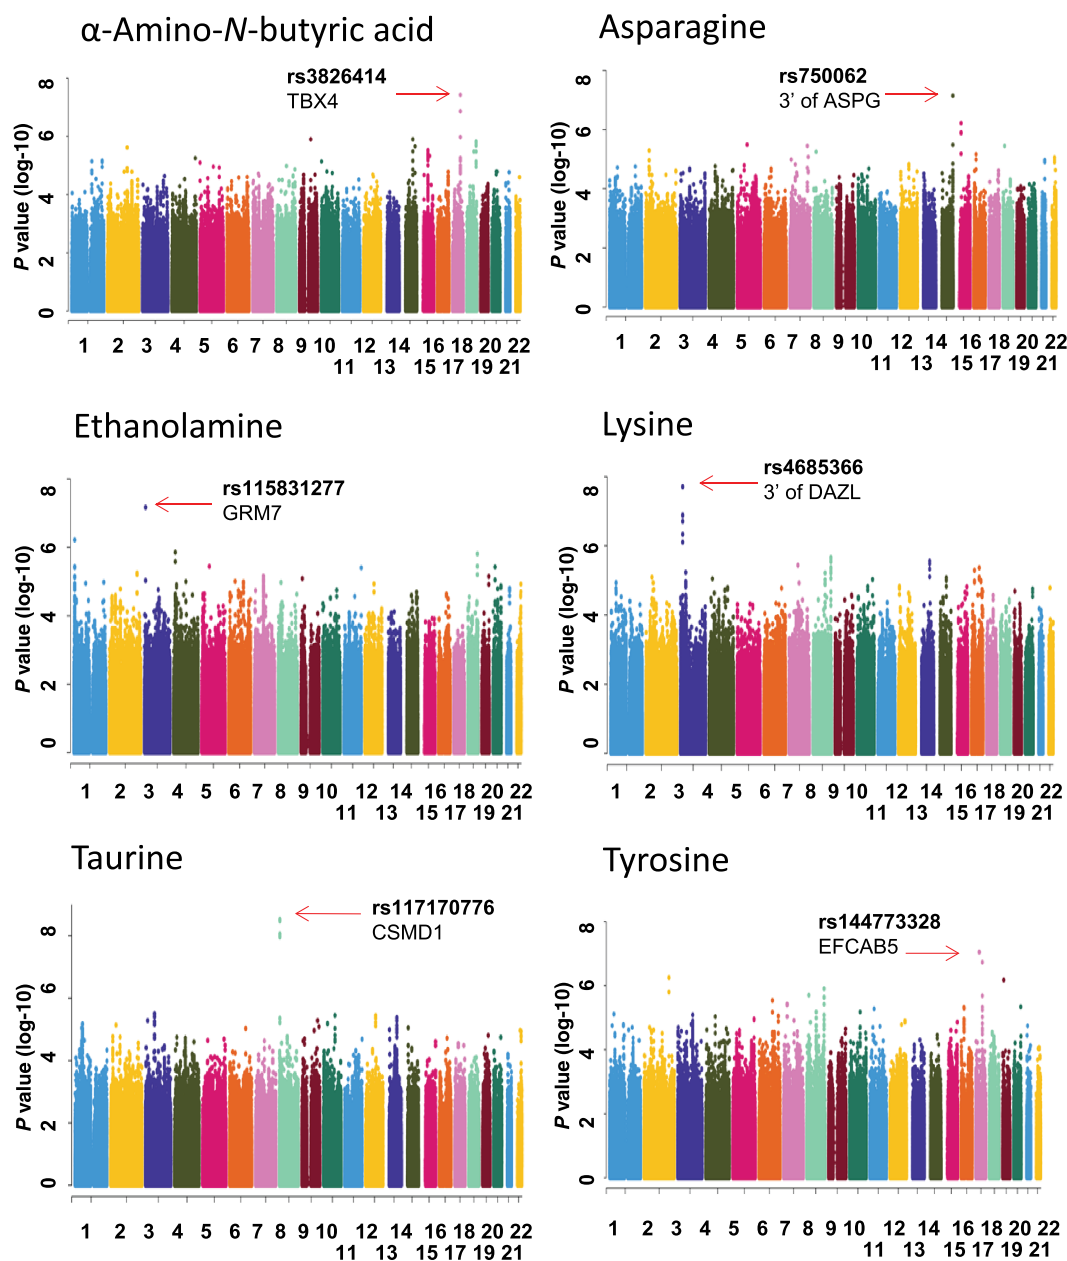 α-Amino-N-butyric acid
rs3826414
TBX4
P value (log-10)
8
6
4
2
0
1 2 3 4 5 6 7 8 9 10 12 14 16 18 20 22
11 13 15 17 19 21
Asparagine
rs750062
3’ of ASPG
P value (log-10)
8
6
4
2
0
1 2 3 4 5 6 7 8 9 10 12 14 16 18 20 22
11 13 15 17 19 21
Ethanolamine
rs115831277
GRM7
P value (log-10)
8
6
4
2
0
1 2 3 4 5 6 7 8 9 10 12 14 16 18 20 22
11 13 15 17 19 21
Lysine
rs4685366
3’ of DAZL
P value (log-10)
8
6
4
2
0
1 2 3 4 5 6 7 8 9 10 12 14 16 18 20 22
11 13 15 17 19 21
Taurine
rs117170776
CSMD1
P value (log-10)
8
6
4
2
0
1 2 3 4 5 6 7 8 9 10 12 14 16 18 20 22
11 13 15 17 19 21
Tyrosine
rs144773328
EFCAB5
P value (log-10)
8
6
4
2
0
1 2 3 4 5 6 7 8 9 10 12 14 16 18 20 22
11 13 15 17 19 21